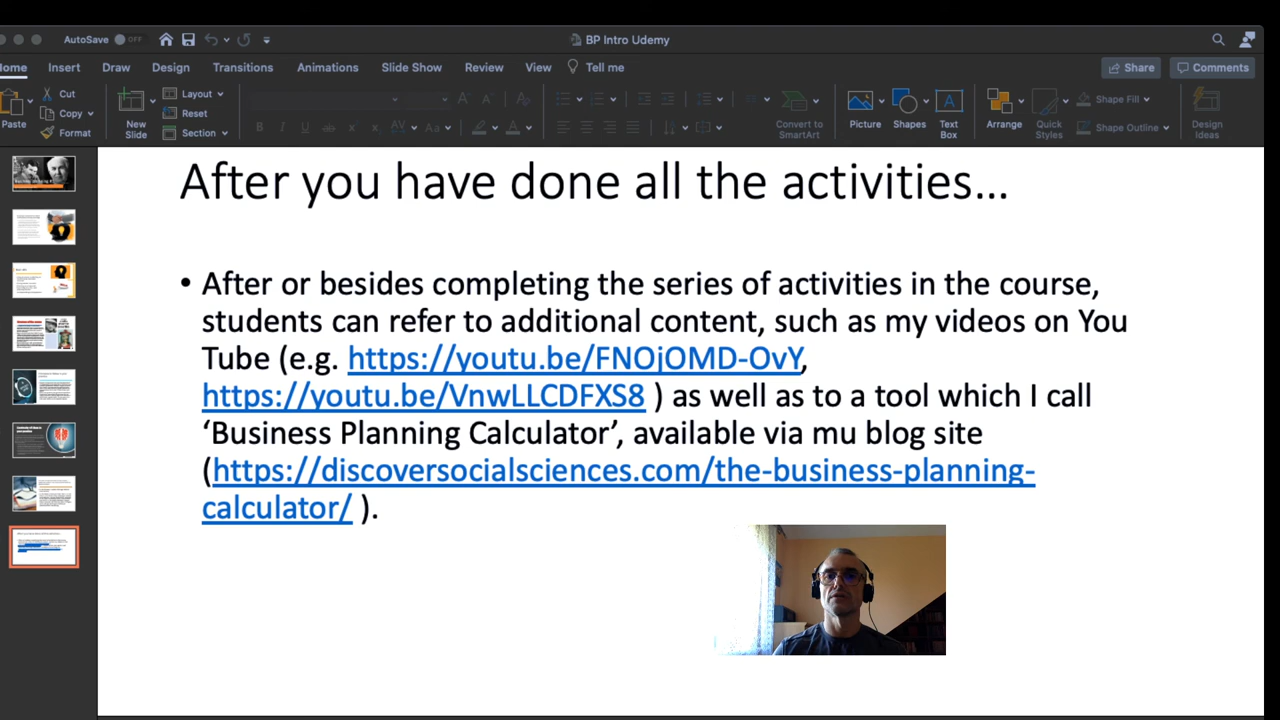 AutoSave OFF
BP Intro Udemy
Home Insert Draw Design Transitions Animations Slide Show Review View Tell me
Share Comments
Paste
Cut
Copy
Format
New Slide
Layout
Reset
Section
Convert to SmartArt
Picture
Shapes
Text Box
Arrange
Quick Styles
Shape Fill
Shape Outline
Design Ideas
After you have done all the activities…
• After or besides completing the series of activities in the course,
students can refer to additional content, such as my videos on You
Tube (e.g. https://youtu.be/FNOjOMD-OvY,
https://youtu.be/VnwLLCDFXS8 ) as well as to a tool which I call
‘Business Planning Calculator’, available via mu blog site
(https://discoversocialsciences.com/the-business-planning-
calculator/ ).